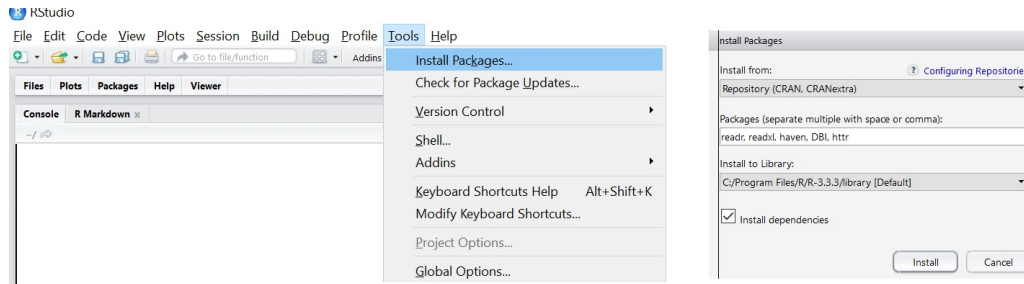 RStudio
File Edit Code View Plots Session Build Debug Profile Tools Help
Go to file/function Addins
Files Plots Packages Help Viewer
Console R Markdown ×
~/
Install Packages...
Check for Package Updates...
Version Control
Shell...
Addins
Keyboard Shortcuts Help Alt+Shift+K
Modify Keyboard Shortcuts...
Project Options...
Global Options...
nstall Packages
Install from: ? Configuring Repositorie
Repository (CRAN, CRANextra)
Packages (separate multiple with space or comma):
readr, readxl, haven, DBI, httr
Install to Library:
C:/Program Files/R/R-3.3.3/library [Default]
Install dependencies
Install Cancel